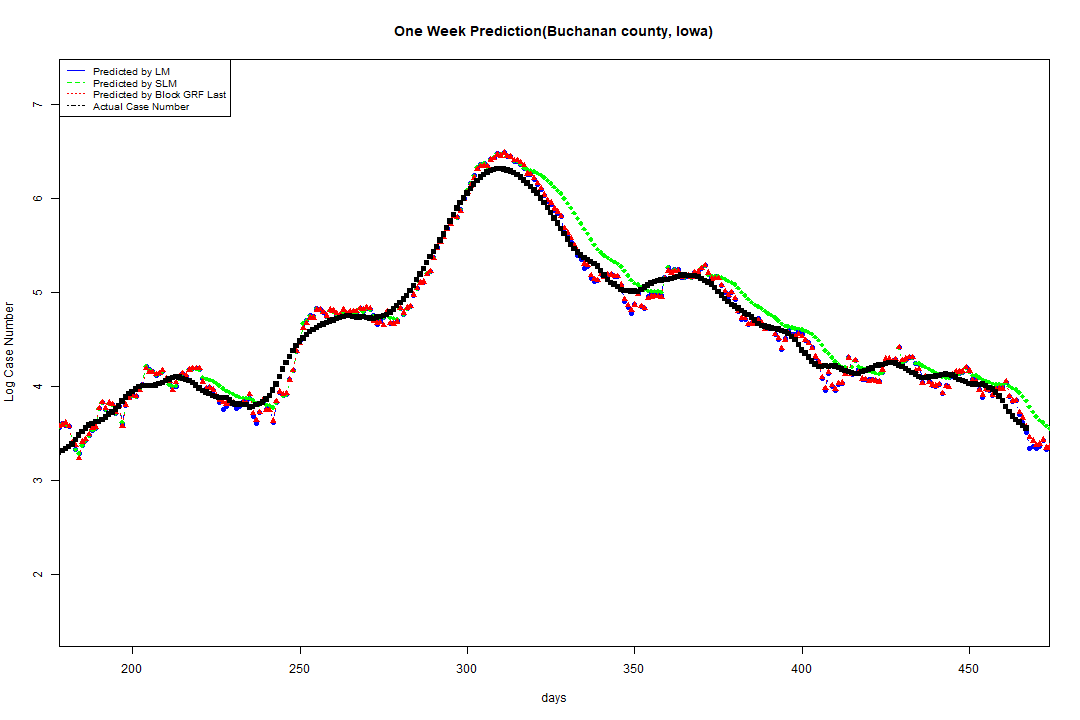 One Week Prediction(Buchanan county, Iowa)
Predicted by LM
Predicted by SLM
Predicted by Block GRF Last
Actual Case Number
7
6
5
4
3
2
Log Case Number
200 250 300 350 400 450
days